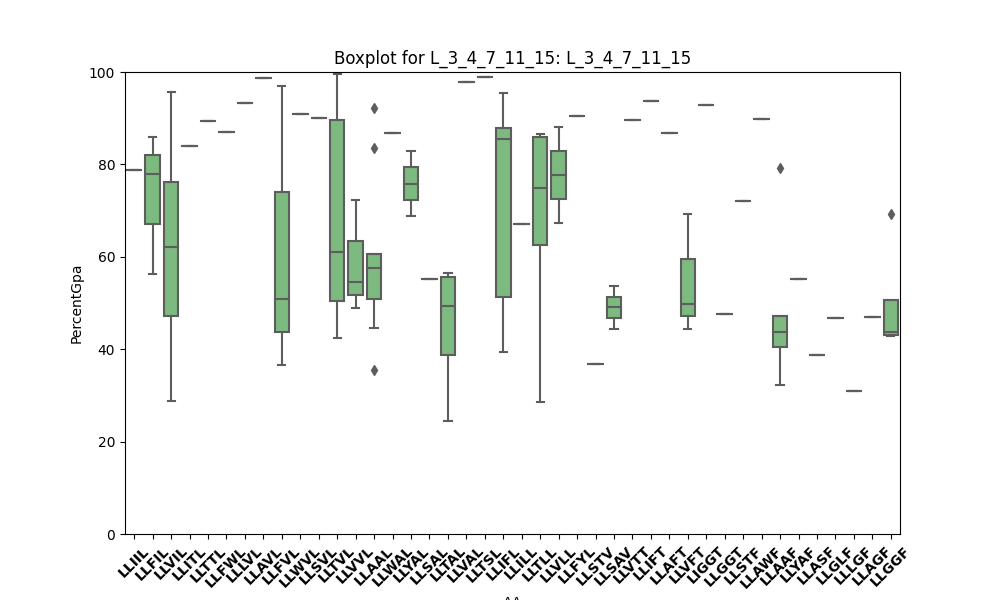 Boxplot for L_3_4_7_11_15: L_3_4_7_11_15
PercentGpa
100
80
60
40
20
0
LLIIL
LLFIL
LLVIL
LLITL
LLTTL
LLFWL
LLLVL
LLAVL
LLFVL
LLWVL
LLSVL
LLTVL
LLVVL
LLAAL
LLWAL
LLYAL
LLSAL
LLTAL
LLVAL
LLTSL
LLIFL
LLILL
LLTLL
LLVLL
LLFYL
LLSTV
LLSAV
LLVTT
LLIFT
LLAFT
LLVFT
LIGGT
LLGGT
LLSTF
LLAWF
LLAAF
LLYAF
LLASF
LLGLF
LLLGF
LLAGF
LLGGF